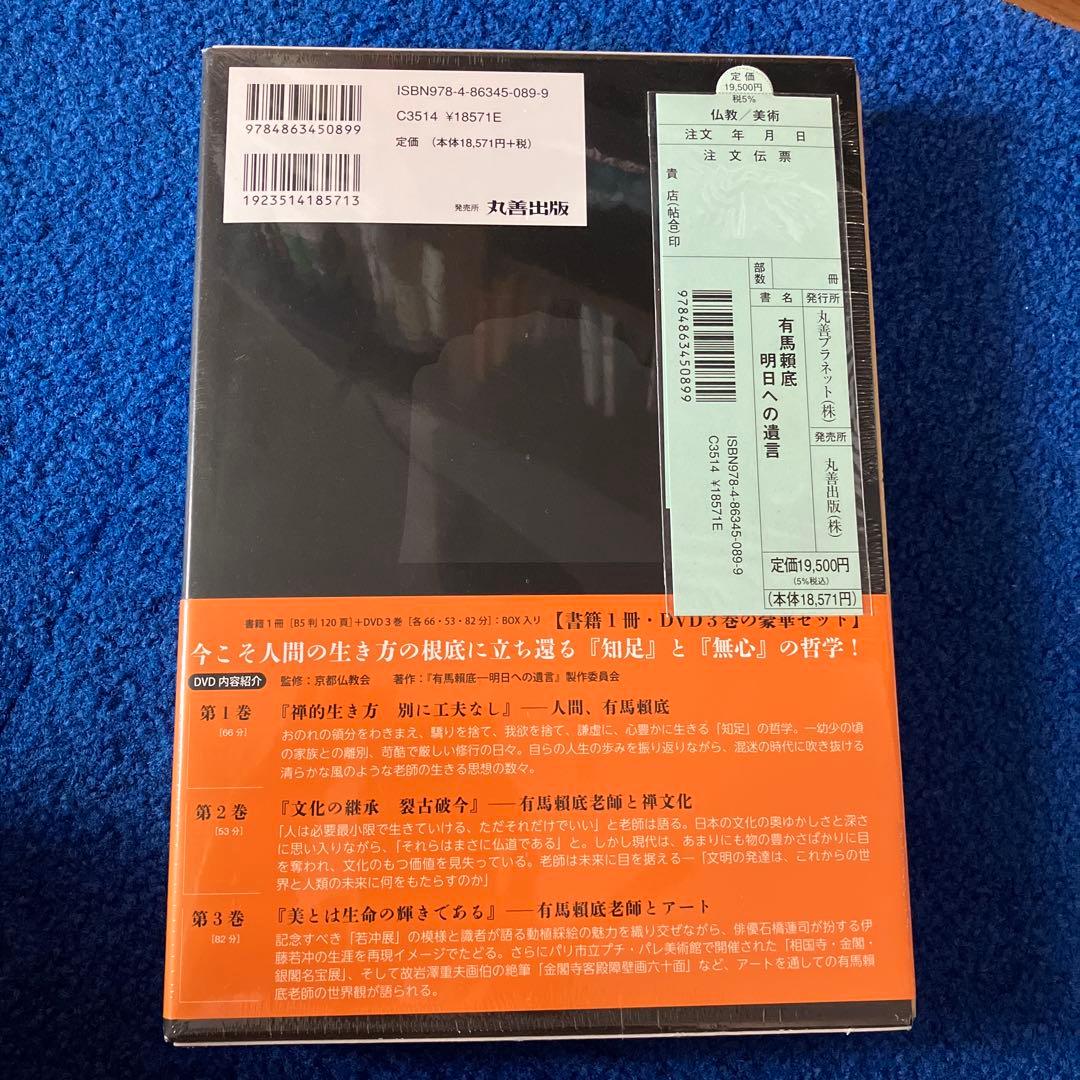 ISBN978-4-86345-089-9
9784863450899
C3514 ¥18571E
定価 (本体18,571円+税)
1923514185713
発売所 丸善出版
定価
19,500円
税5%
仏教/美術
注文 年 月 日
注文伝票
貴店(帖合)印
部数 冊
書名
有馬頼底
明日への遺言
発行所
丸善プラネット(株)
発売所
丸善出版(株)
9784863450899
ISBN978-4-86345-089-9
C3514 ¥18571E
定価19,500円
(5%税込)
(本体18,571円)
書籍1冊[B5判120頁]+DVD3巻[各66・53・82分]:BOX入り 【書籍1冊・DVD3巻の豪華セット】
今こそ人間の生き方の根底に立ち還る『知足』と『無心』の哲学!
DVD内容紹介 監修:京都仏教会 著作:『有馬頼底―明日への遺言』製作委員会
第1巻 『禅的生き方 別に工夫なし』――人間、有馬頼底
[66分]
おのれの領分をわきまえ、驕りを捨て、我欲を捨て、謙虚に、心豊かに生きる「知足」の哲学。―幼少の頃
の家族との離別、苛酷で厳しい修行の日々。自らの人生の歩みを振り返りながら、混迷の時代に吹き抜ける
清らかな風のような老師の生きる思想の数々。
第2巻 『文化の継承 裂古破今』――有馬頼底老師と禅文化
[53分]
「人は必要最小限で生きていける、ただそれだけでいい」と老師は語る。日本の文化の奥ゆかしさと深さ
に思い入りながら、「それらはまさに仏道である」と。しかし現代は、あまりにも物の豊かさばかりに目
を奪われ、文化のもつ価値を見失っている。老師は未来に目を据える―「文明の発達は、これからの世
界と人類の未来に何をもたらすのか」
第3巻 『美とは生命の輝きである』――有馬頼底老師とアート
[82分]
記念すべき「若冲展」の模様と識者が語る動植綵絵の魅力を織り交ぜながら、俳優石橋蓮司が扮する伊
藤若冲の生涯を再現イメージでたどる。さらにパリ市立プチ・パレ美術館で開催された「相国寺・金閣・
銀閣名宝展」、そして故岩澤重夫画伯の絶筆「金閣寺客殿障壁画六十面」など、アートを通しての有馬頼
底老師の世界観が語られる。